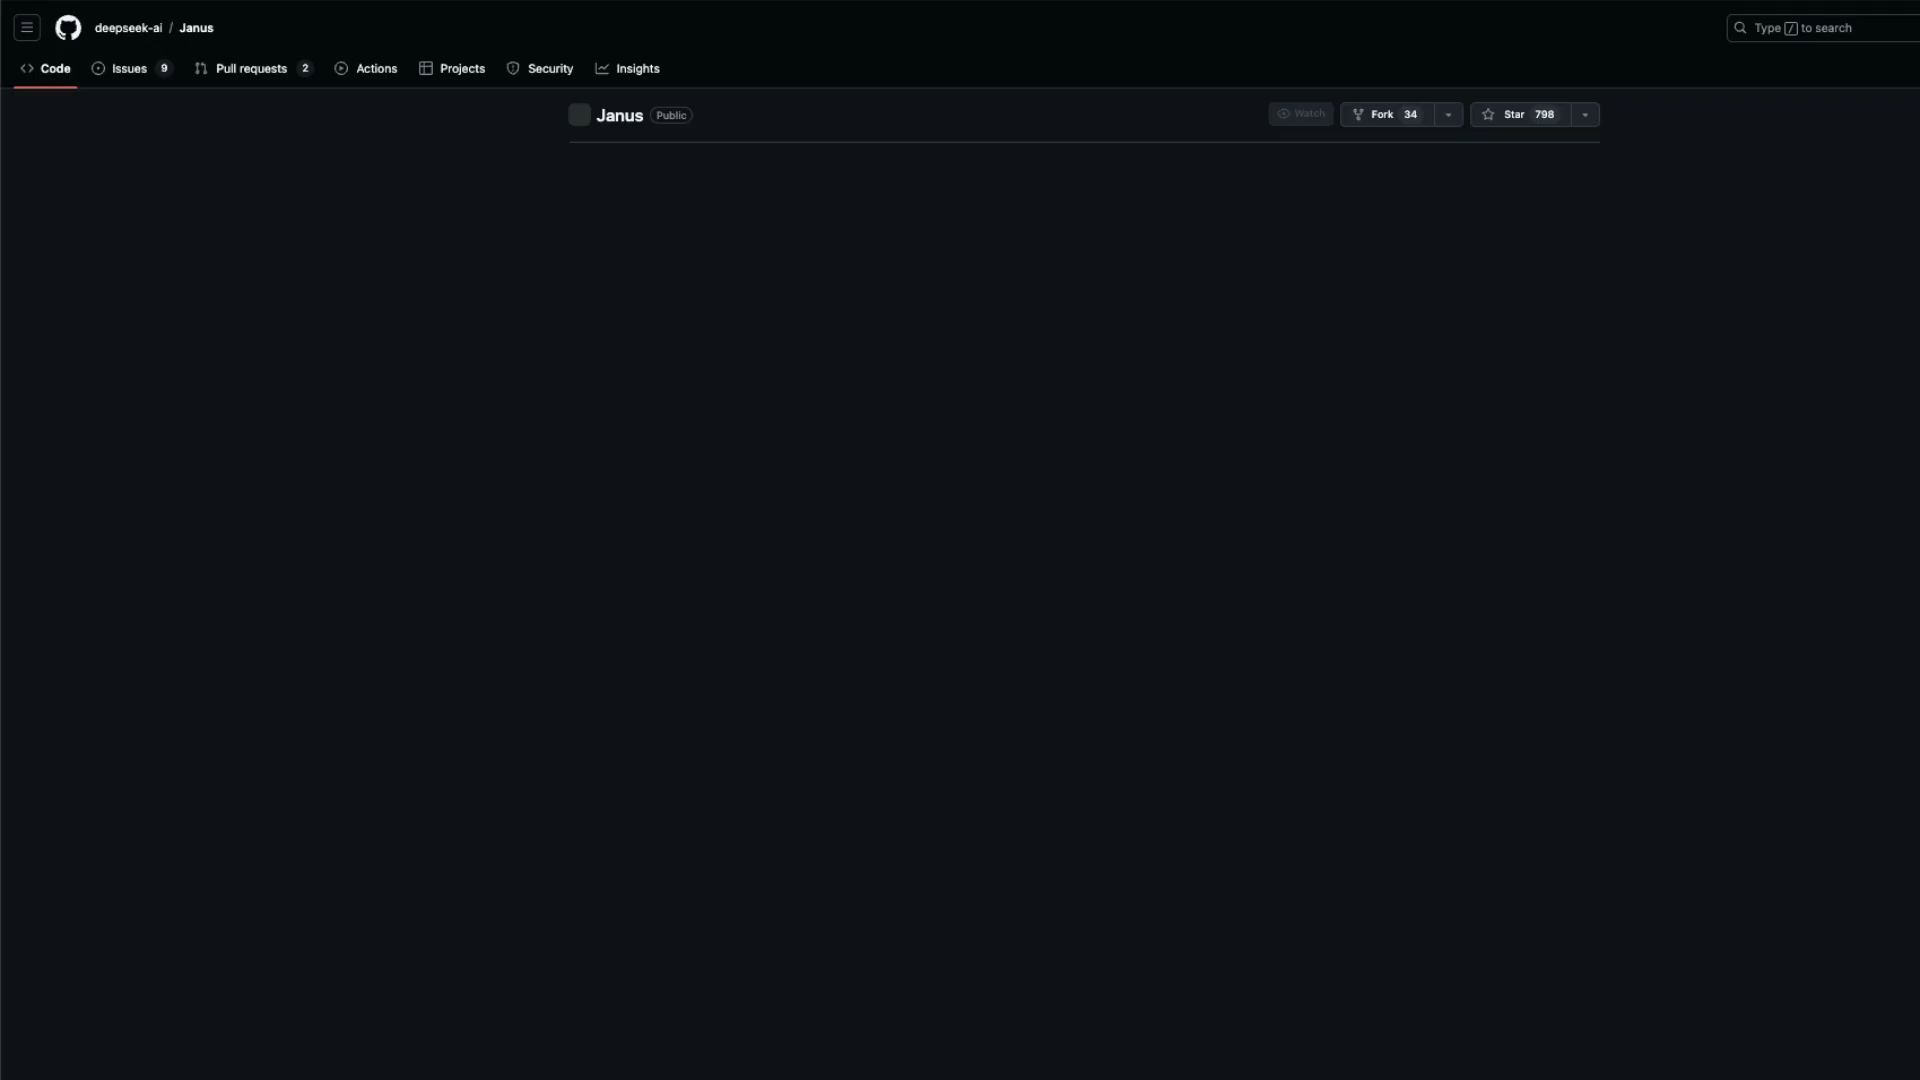 deepseek-ai / Janus
Type / to search
Code Issues 9 Pull requests 2 Actions Projects Security Insights
Janus Public Watch Fork 34 Star 798